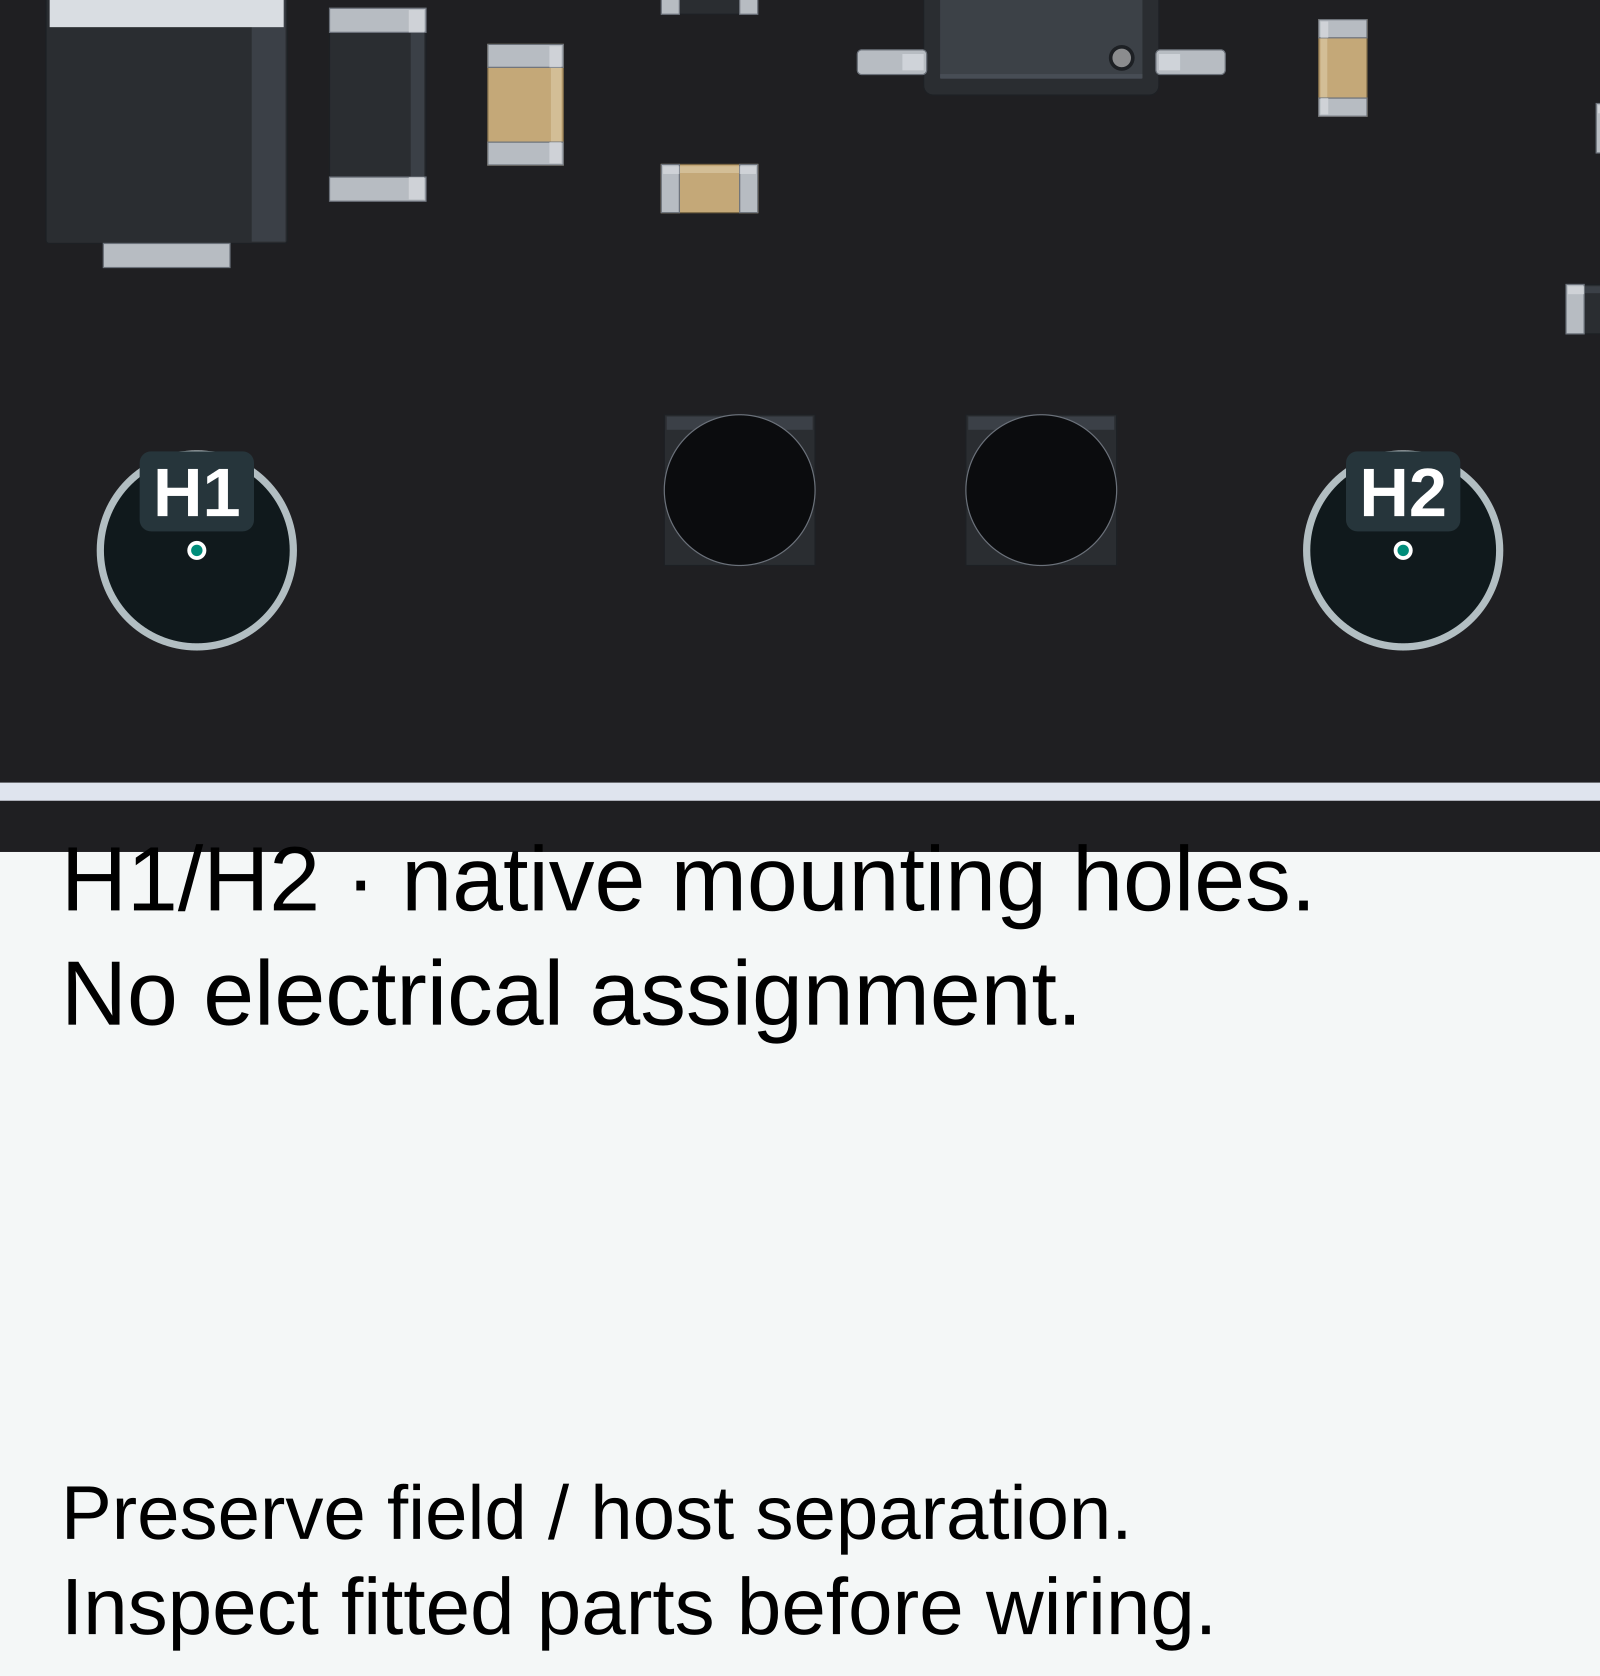 H1
H2
H1/H2 · native mounting holes.
No electrical assignment.
Preserve field / host separation.
Inspect fitted parts before wiring.